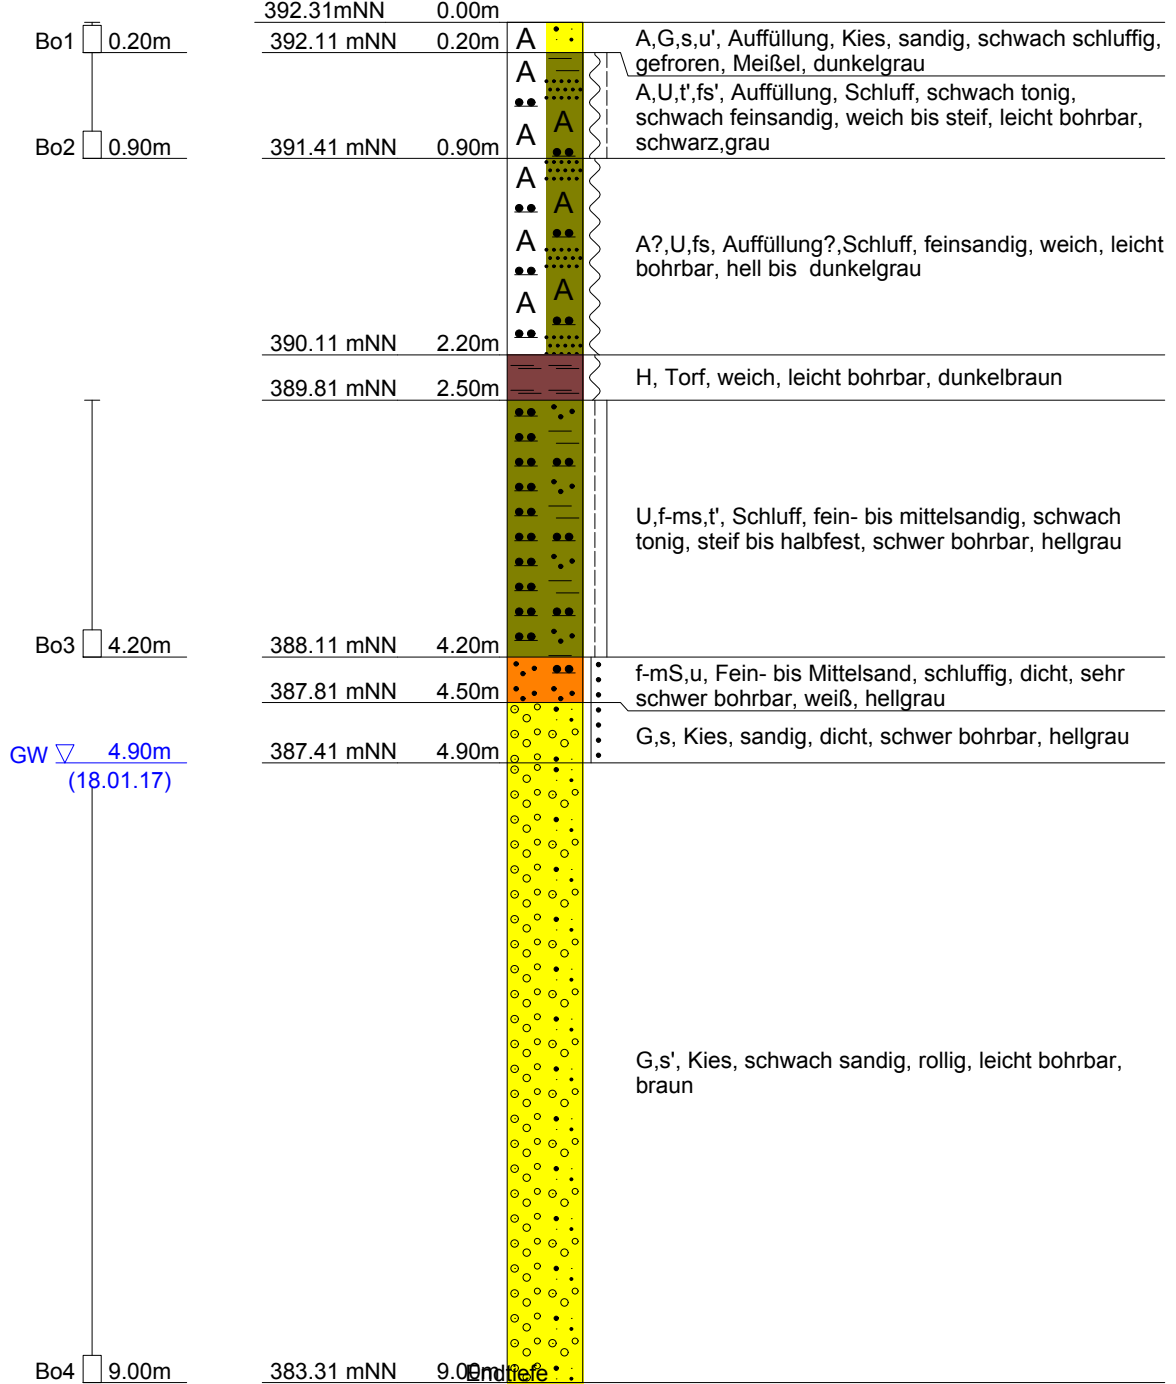 392.31mNN 0.00m
Bo1 0.20m 392.11 mNN 0.20m A A,G,s,u', Auffüllung, Kies, sandig, schwach schluffig,
gefroren, Meißel, dunkelgrau
A
A,U,t',fs', Auffüllung, Schluff, schwach tonig,
schwach feinsandig, weich bis steif, leicht bohrbar,
A A
schwarz,grau
Bo2 0.90m 391.41 mNN 0.90m
A
A
A A?,U,fs, Auffüllung?,Schluff, feinsandig, weich, leicht
bohrbar, hell bis dunkelgrau
A A
390.11 mNN 2.20m
H, Torf, weich, leicht bohrbar, dunkelbraun
389.81 mNN 2.50m
U,f-ms,t', Schluff, fein- bis mittelsandig, schwach
tonig, steif bis halbfest, schwer bohrbar, hellgrau
Bo3 4.20m 388.11 mNN 4.20m
f-mS,u, Fein- bis Mittelsand, schluffig, dicht, sehr
schwer bohrbar, weiß, hellgrau
387.81 mNN 4.50m
G,s, Kies, sandig, dicht, schwer bohrbar, hellgrau
GW 4.90m 387.41 mNN 4.90m
(18.01.17)
G,s', Kies, schwach sandig, rollig, leicht bohrbar,
braun
Bo4 9.00m 383.31 mNN 9.00m Endtiefe